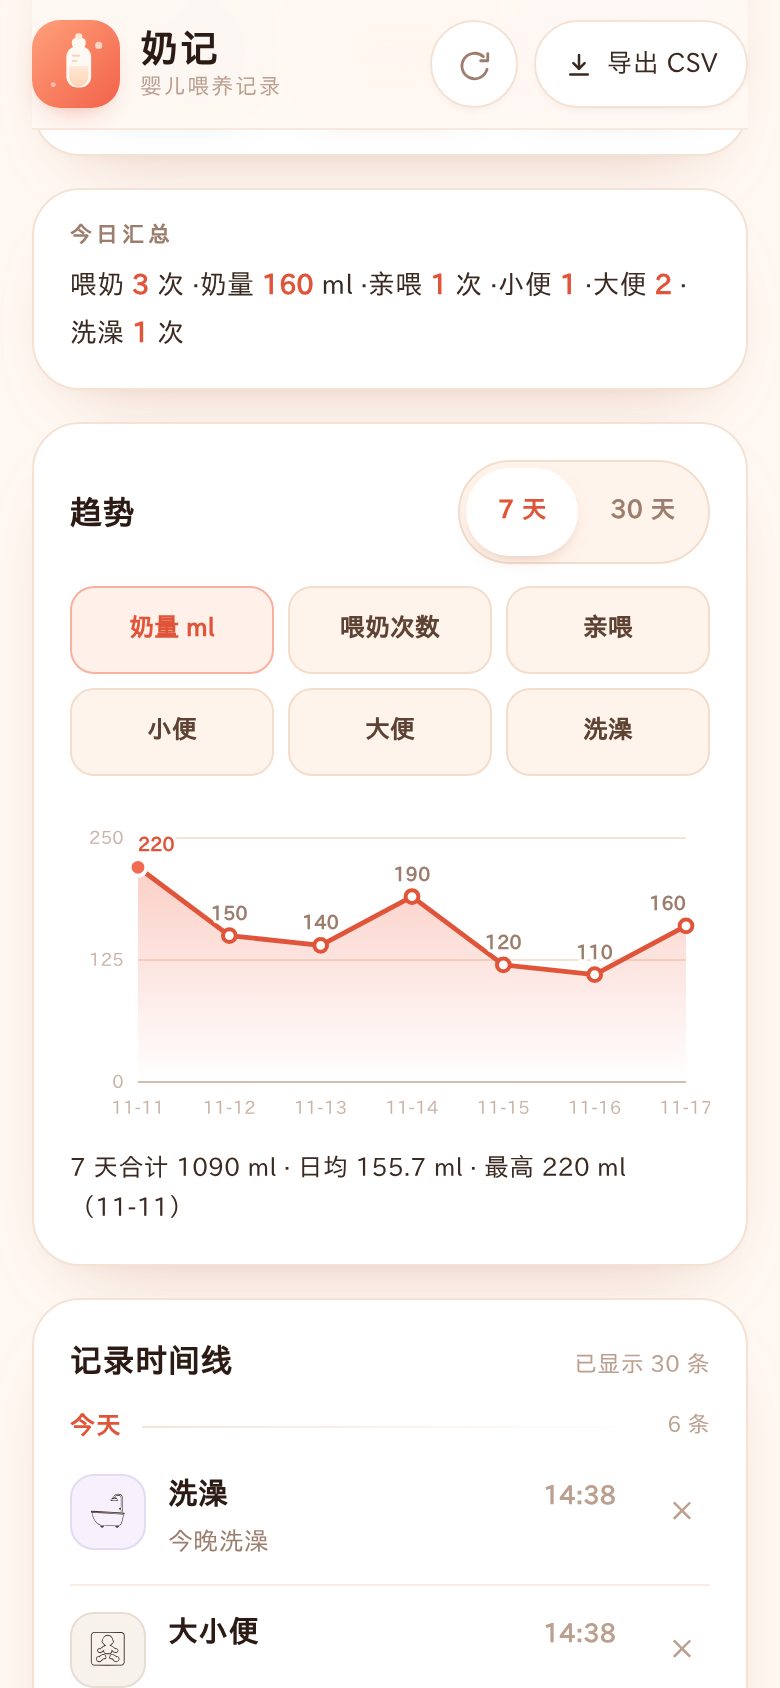 奶记
婴儿喂养记录
导出 CSV
今日汇总
喂奶 3 次 ·奶量 160 ml ·亲喂 1 次 ·小便 1 ·大便 2 ·
洗澡 1 次
趋势
7 天
30 天
奶量 ml
喂奶次数
亲喂
小便
大便
洗澡
250
125
0
220
150
140
190
120
110
160
11-11
11-12
11-13
11-14
11-15
11-16
11-17
7 天合计 1090 ml · 日均 155.7 ml · 最高 220 ml
（11-11）
记录时间线
已显示 30 条
今天
6 条
洗澡
14:38
今晚洗澡
大小便
14:38